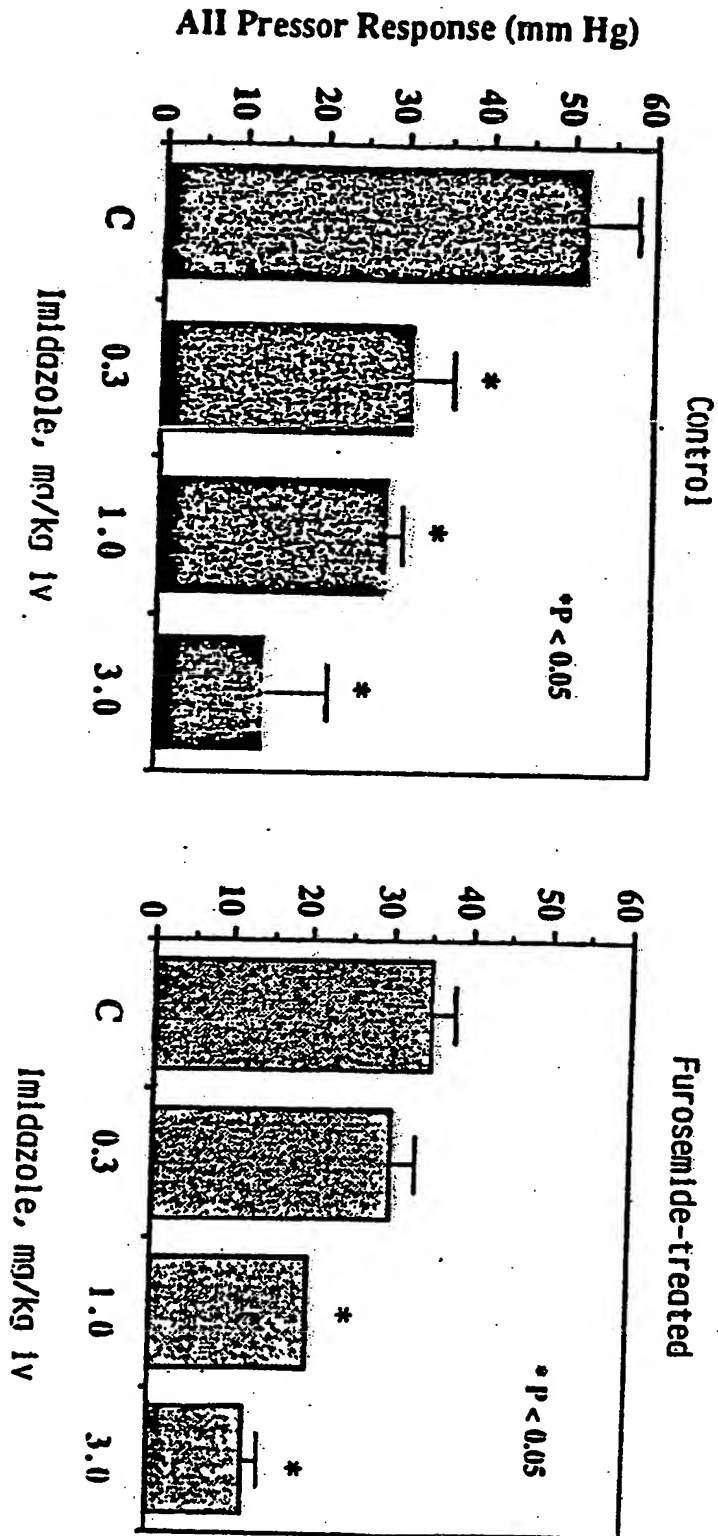 AII Pressor Response (mm Hg)
Control
60
50
40
30
20
10
0
*
*
*
*P < 0.05
C
0.3
1.0
3.0
Imidazole, mg/kg iv
Furosemide-treated
60
50
40
30
20
10
0
*
*
* P < 0.05
C
0.3
1.0
3.0
Imidazole, mg/kg iv